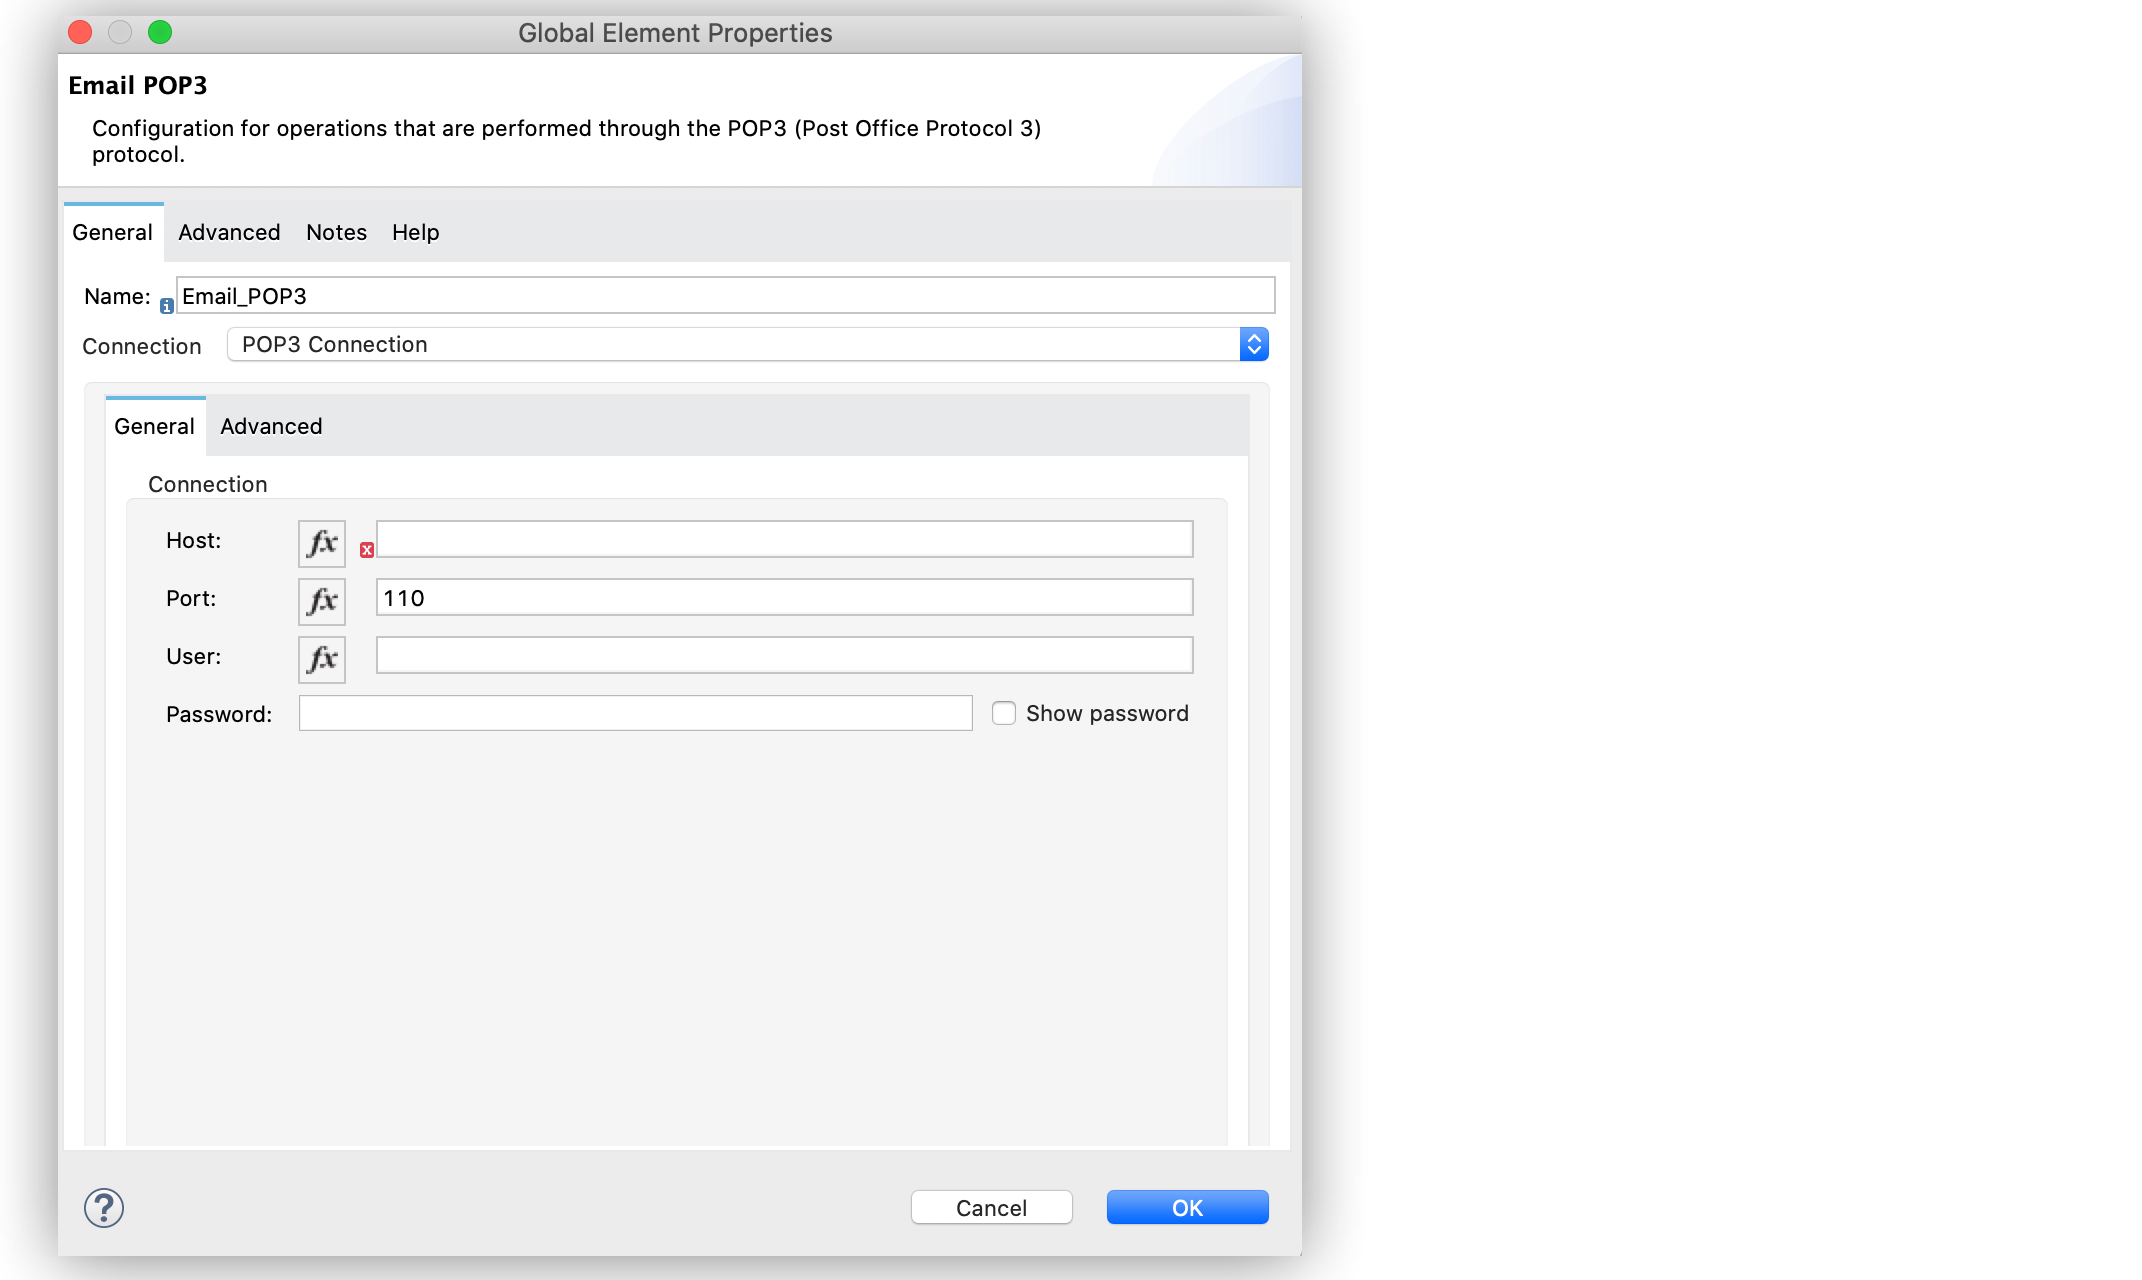 Global Element Properties
Email POP3
Configuration for operations that are performed through the POP3 (Post Office Protocol 3)
protocol.
General Advanced Notes Help
Name: i Email_POP3
Connection POP3 Connection
General Advanced
Connection
Host: fx x
Port: fx 110
User: fx
Password: Show password
? Cancel OK